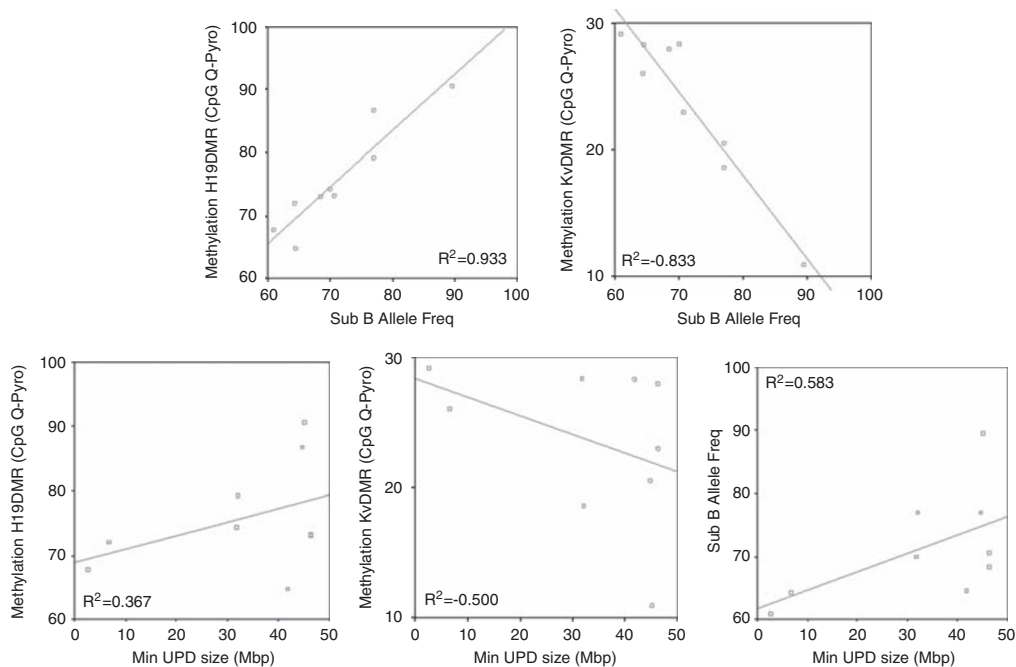 Methylation H19DMR (CpG Q-Pyro)
100
90
80
70
60
60 70 80 90 100
Sub B Allele Freq
R²=0.933
Methylation KvDMR (CpG Q-Pyro)
30
20
10
60 70 80 90 100
Sub B Allele Freq
R²=-0.833
Methylation H19DMR (CpG Q-Pyro)
100
90
80
70
60
0 10 20 30 40 50
Min UPD size (Mbp)
R²=0.367
Methylation KvDMR (CpG Q-Pyro)
30
20
10
0 10 20 30 40 50
Min UPD size (Mbp)
R²=-0.500
Sub B Allele Freq
100
90
80
70
60
0 10 20 30 40 50
Min UPD size (Mbp)
R²=0.583